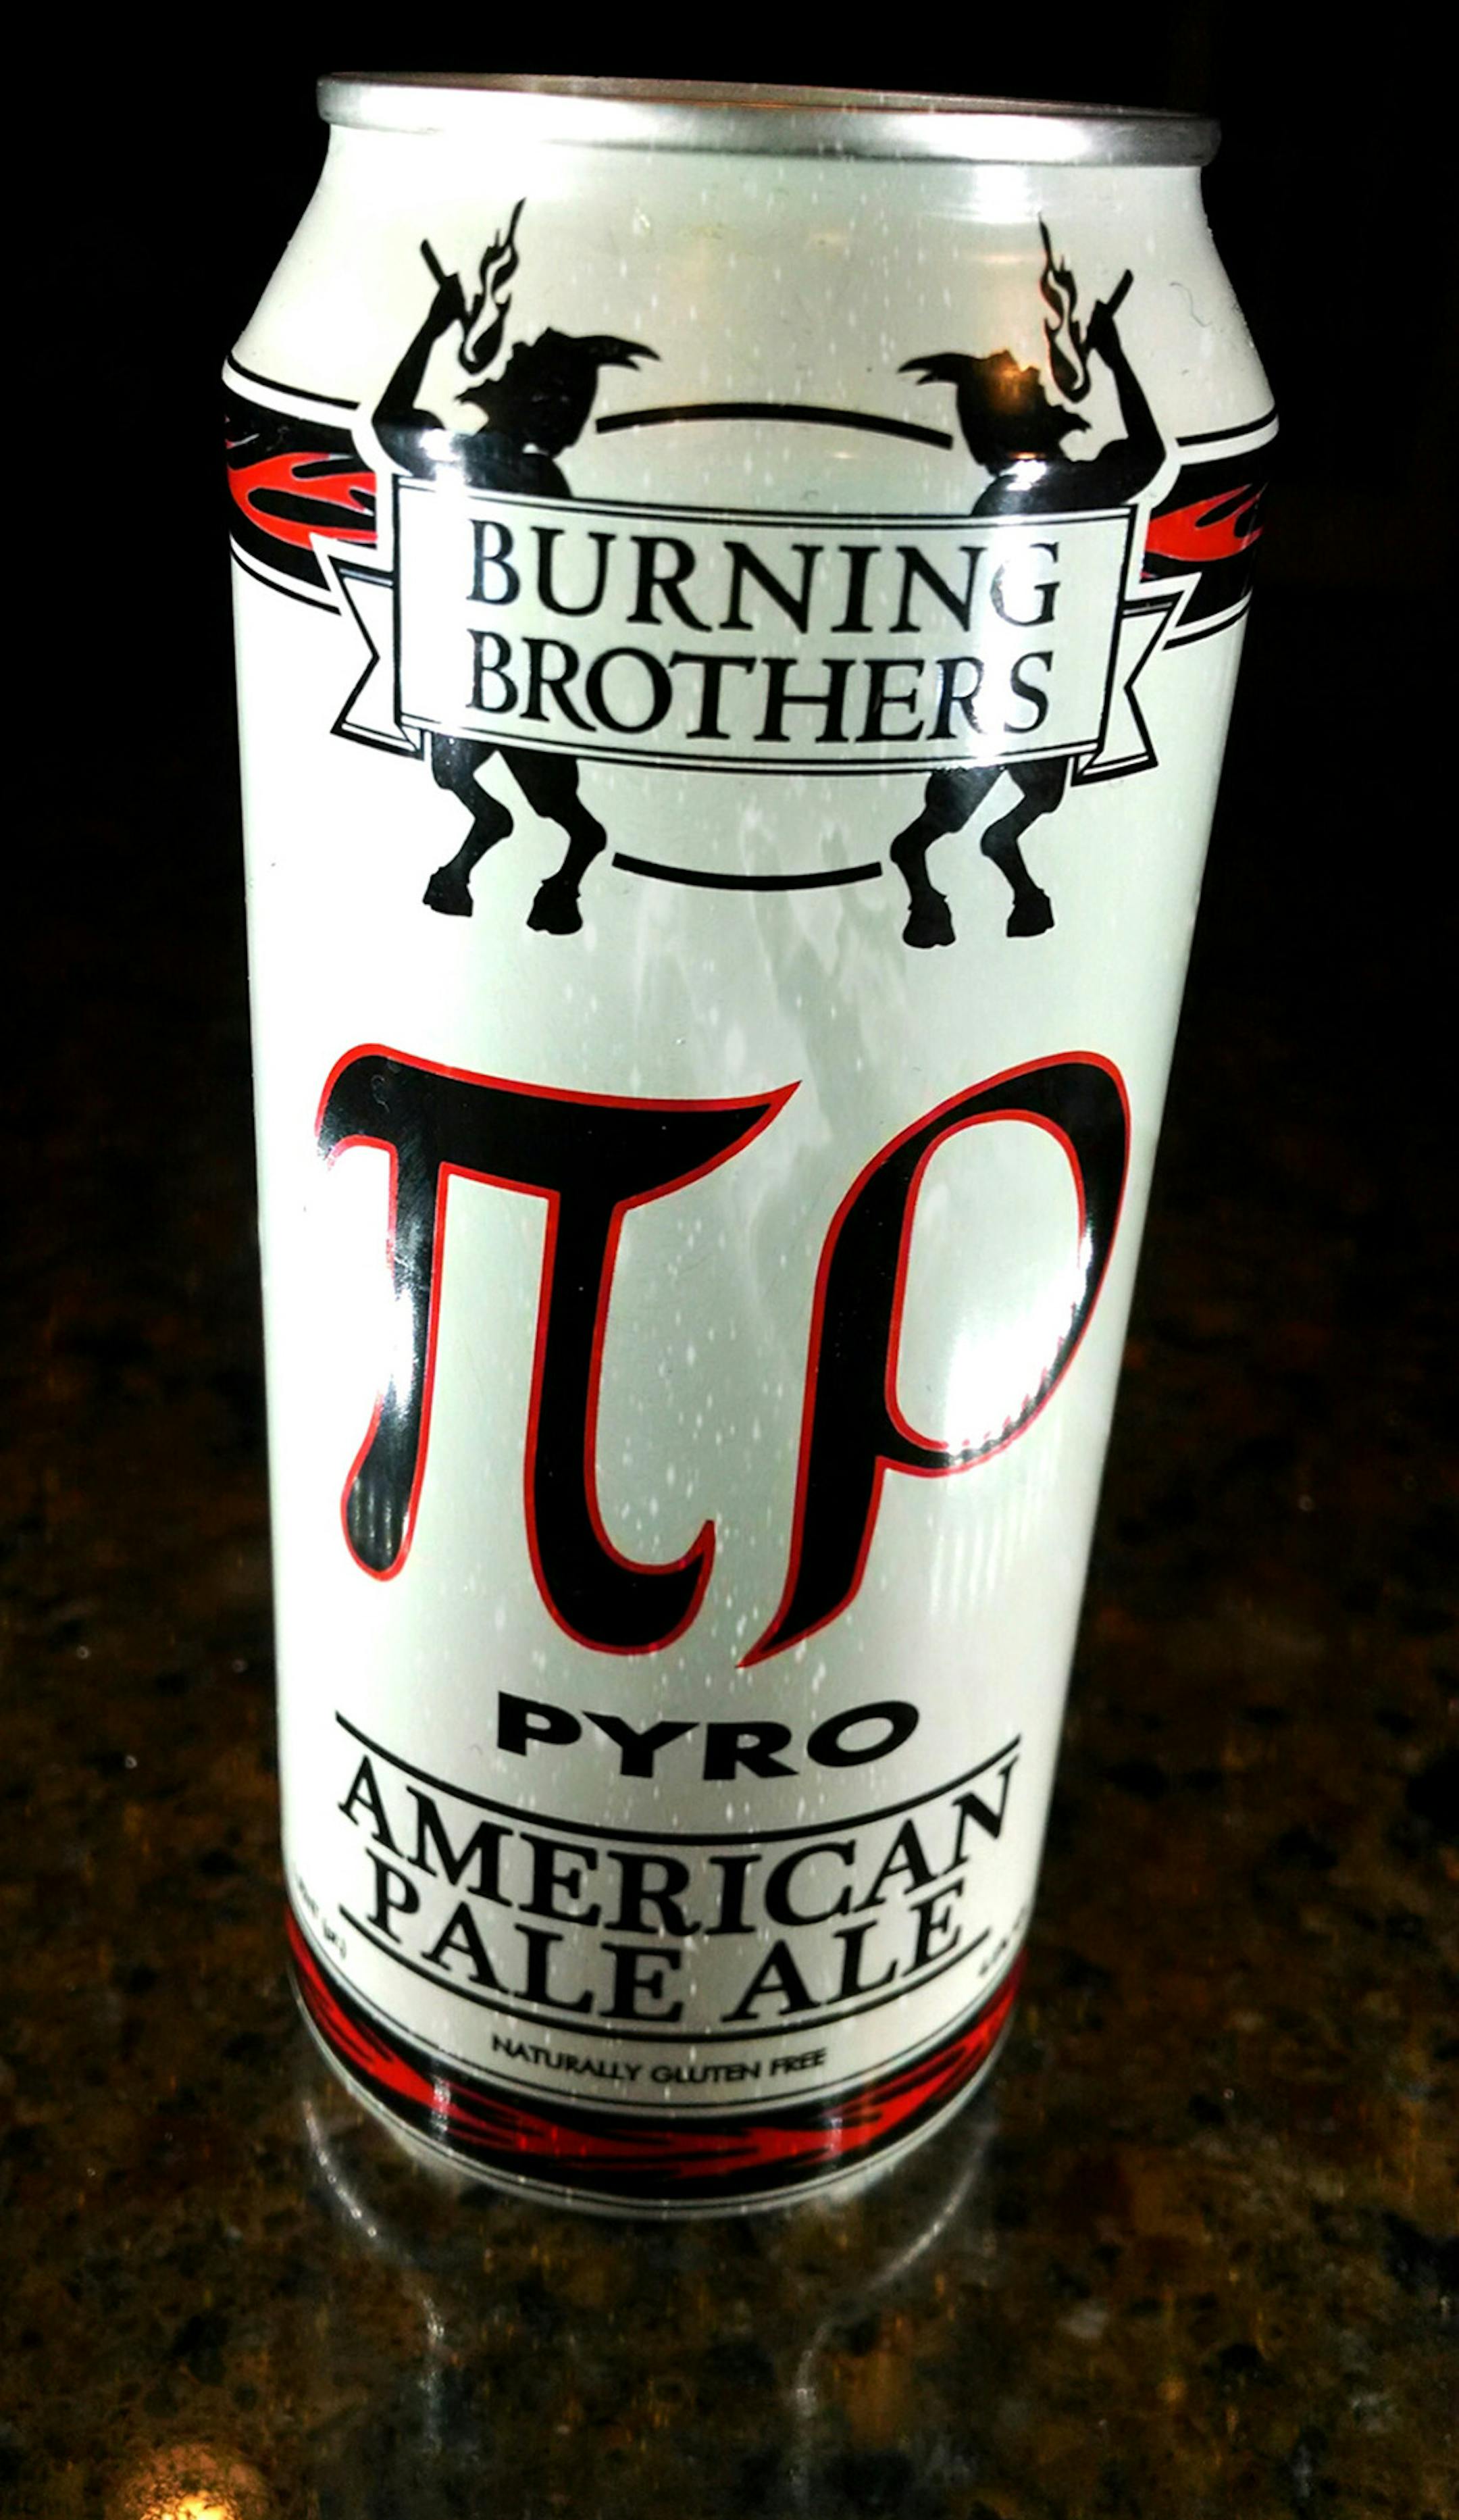 BURNING
BROTHERS
πρ
PYRO
AMERICAN
PALE ALE
NATURALLY GLUTEN FREE